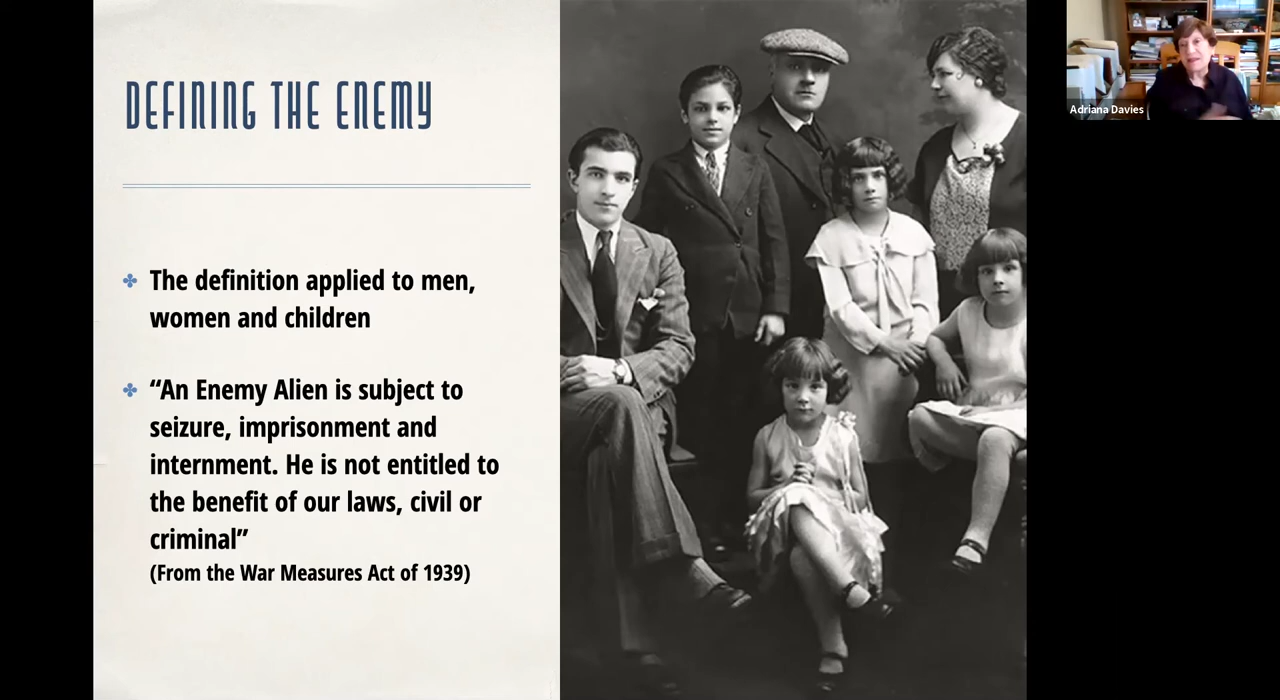 DEFINING THE ENEMY
The definition applied to men,
women and children
“An Enemy Alien is subject to
seizure, imprisonment and
internment. He is not entitled to
the benefit of our laws, civil or
criminal”
(From the War Measures Act of 1939)
Adriana Davies